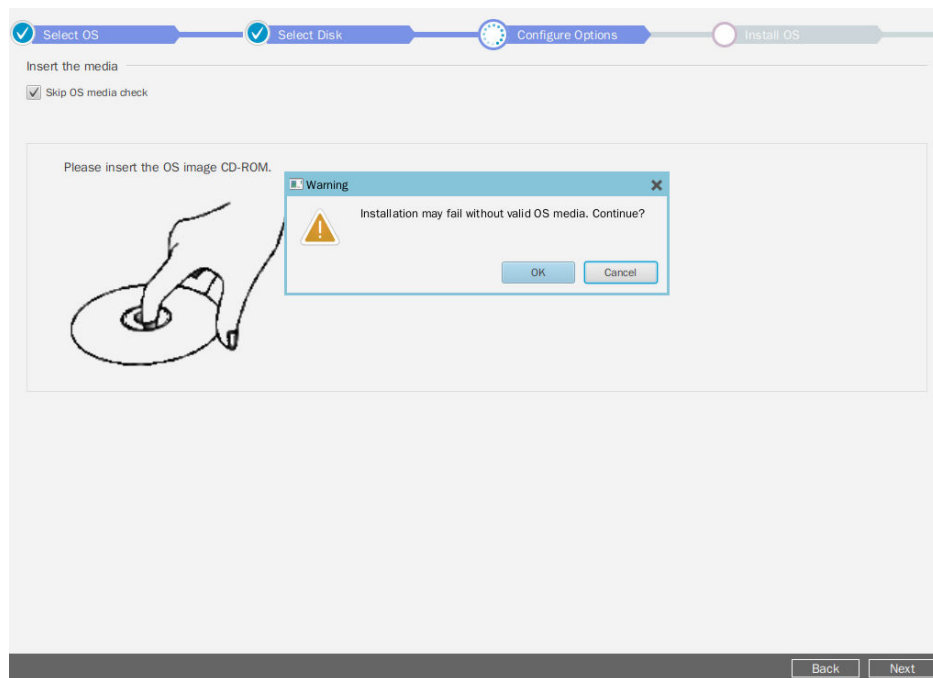 Select OS
Select Disk
Configure Options
Install OS
Insert the media
Skip OS media check
Please insert the OS image CD-ROM.
Warning
Installation may fail without valid OS media. Continue?
OK
Cancel
Back
Next